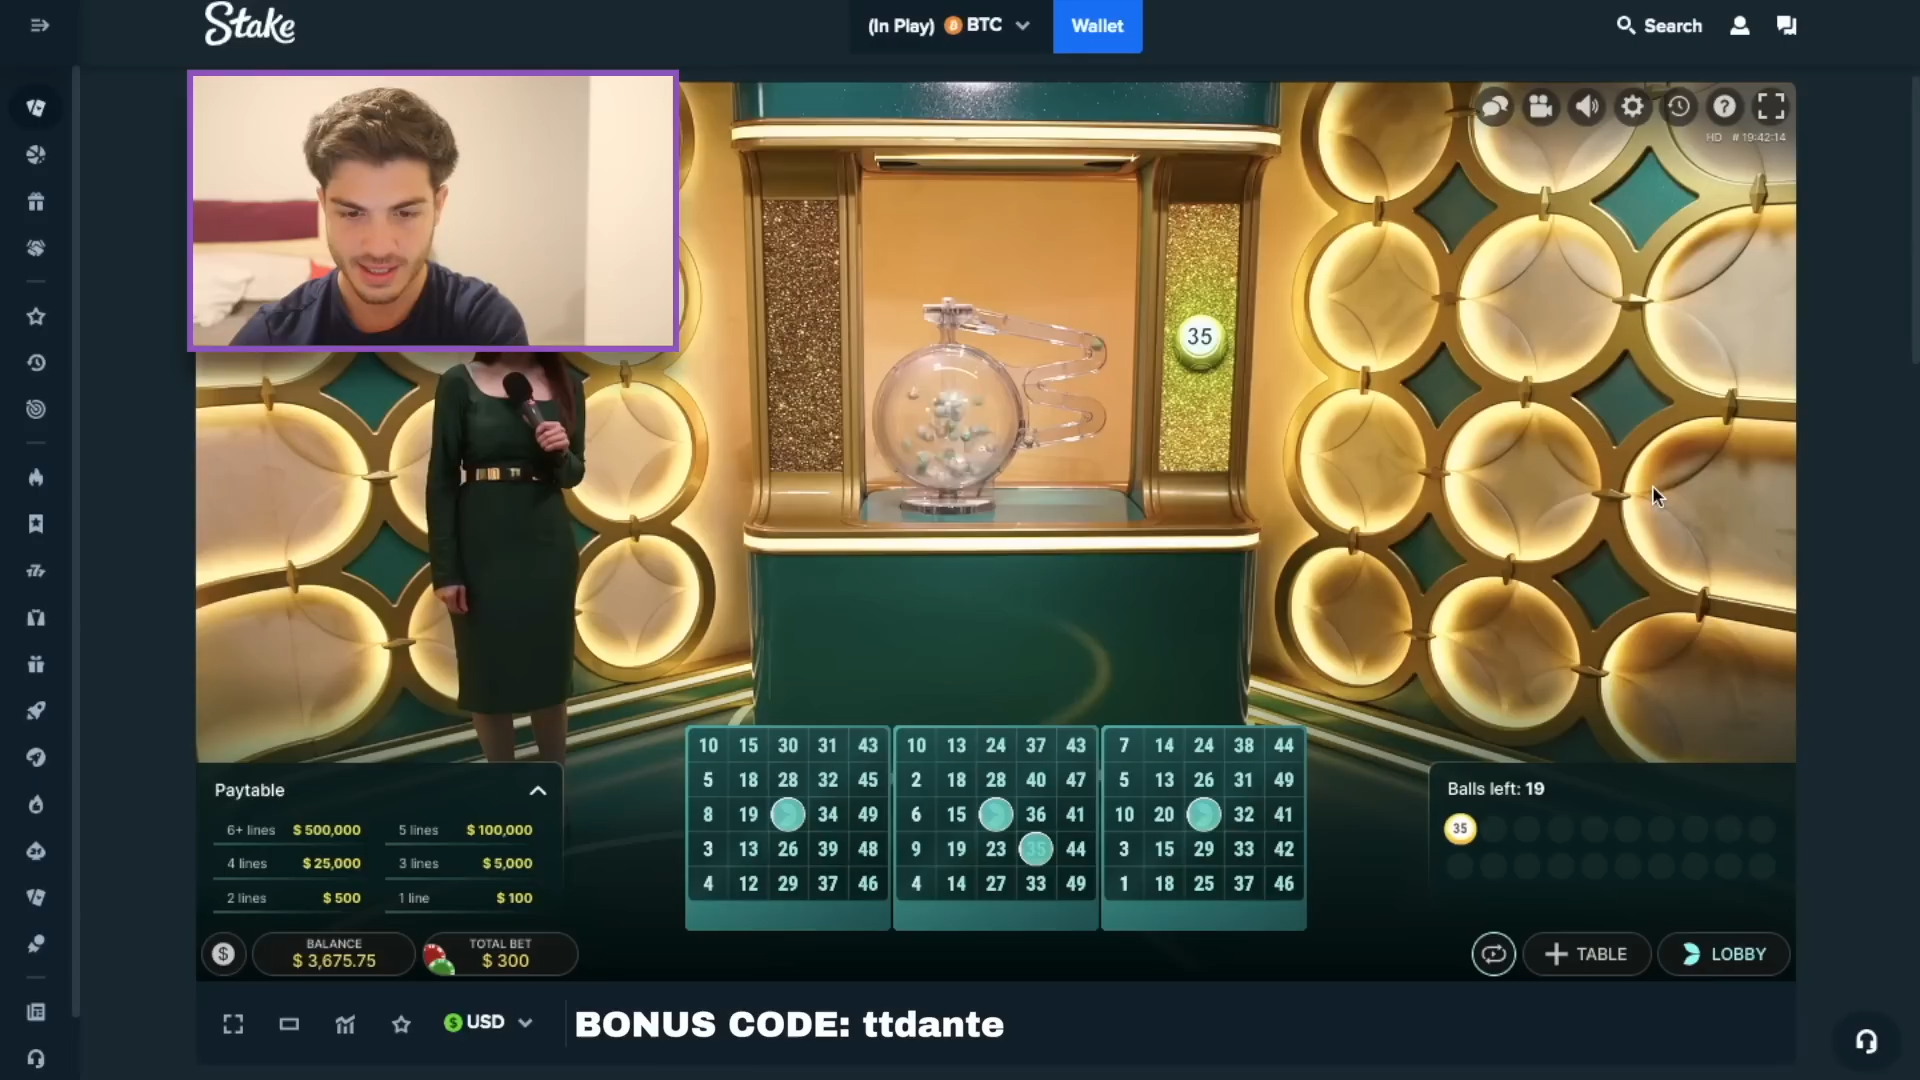 Stake
(In Play) BTC
Wallet
Search
HD # 19:42:14
35
10 15 30 31 43
5 18 28 32 45
8 19 34 49
3 13 26 39 48
4 12 29 37 46
10 13 24 37 43
2 18 28 40 47
6 15 36 41
9 19 23 35 44
4 14 27 33 49
7 14 24 38 44
5 13 26 31 49
10 20 32 41
3 15 29 33 42
1 18 25 37 46
Paytable
6+ lines $ 500,000 5 lines $ 100,000
4 lines $ 25,000 3 lines $ 5,000
2 lines $ 500 1 line $ 100
Balls left: 19
35
BALANCE
$ 3,675.75
TOTAL BET
$ 300
TABLE
LOBBY
USD
BONUS CODE: ttdante